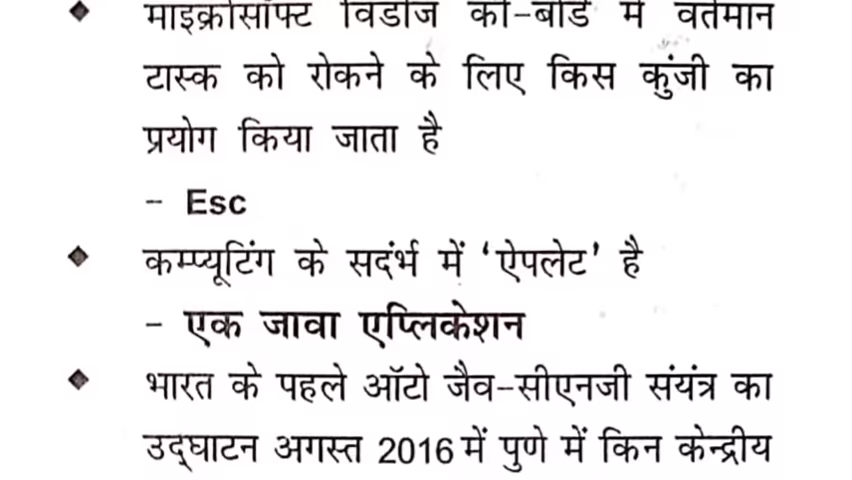 ◆ माइक्रोसॉफ्ट विंडोज की-बोर्ड में वर्तमान
टास्क को रोकने के लिए किस कुंजी का
प्रयोग किया जाता है
– Esc
◆ कम्प्यूटिंग के सदंर्भ में ‘ऐपलेट’ है
– एक जावा एप्लिकेशन
◆ भारत के पहले ऑटो जैव-सीएनजी संयंत्र का
उद्घाटन अगस्त 2016 में पुणे में किन केन्द्रीय